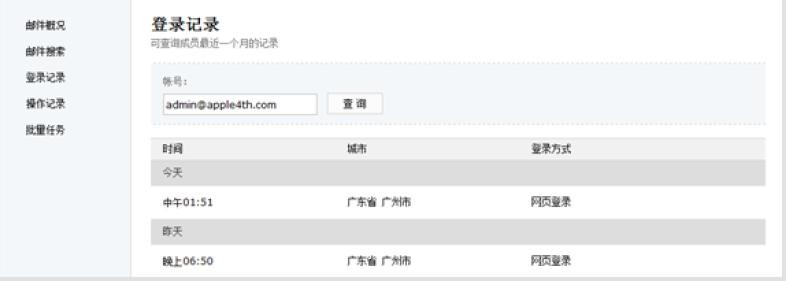 邮件概况
邮件搜索
登录记录
操作记录
批量任务
登录记录
可查询成员最近一个月的记录
帐号：
admin@apple4th.com 查 询
时间 城市 登录方式
今天
中午01:51 广东省 广州市 网页登录
昨天
晚上06:50 广东省 广州市 网页登录